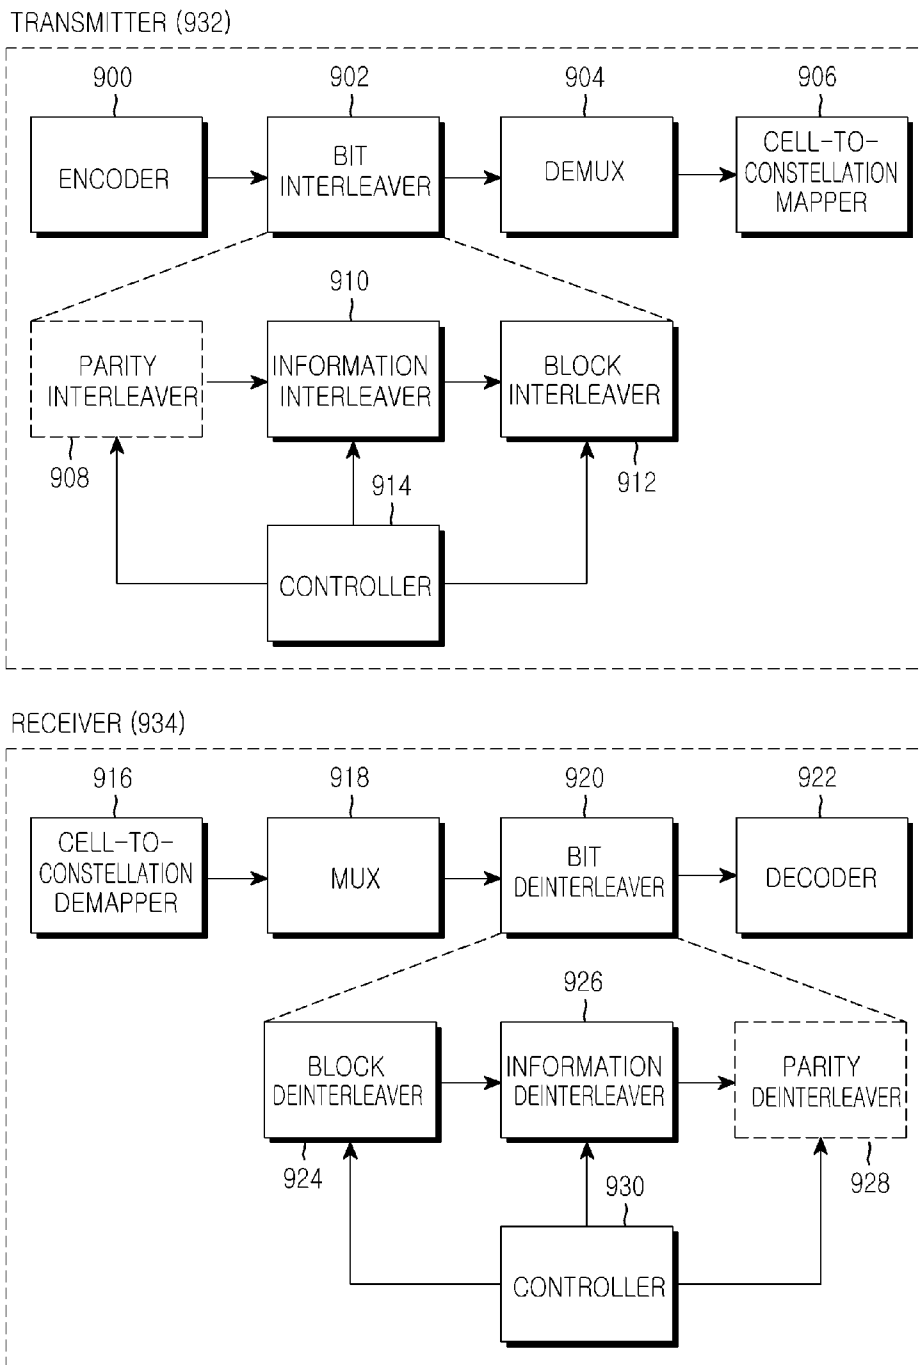 TRANSMITTER (932)
900
902
904
906
ENCODER
BIT
INTERLEAVER
DEMUX
CELL-TO-
CONSTELLATION
MAPPER
910
PARITY
INTERLEAVER
INFORMATION
INTERLEAVER
BLOCK
INTERLEAVER
908
914
912
CONTROLLER
RECEIVER (934)
916
918
920
922
CELL-TO-
CONSTELLATION
DEMAPPER
MUX
BIT
DEINTERLEAVER
DECODER
926
BLOCK
DEINTERLEAVER
INFORMATION
DEINTERLEAVER
PARITY
DEINTERLEAVER
924
930
928
CONTROLLER